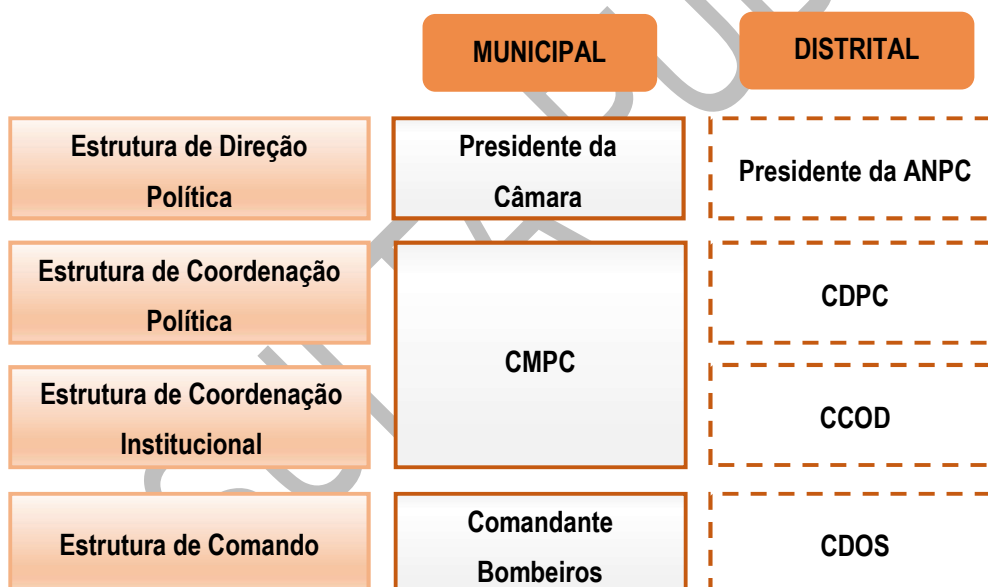 MUNICIPAL
DISTRITAL
Estrutura de Direção
Política
Presidente da
Câmara
Presidente da ANPC
Estrutura de Coordenação
Política
CMPC
CDPC
Estrutura de Coordenação
Institucional
CCOD
Estrutura de Comando
Comandante
Bombeiros
CDOS